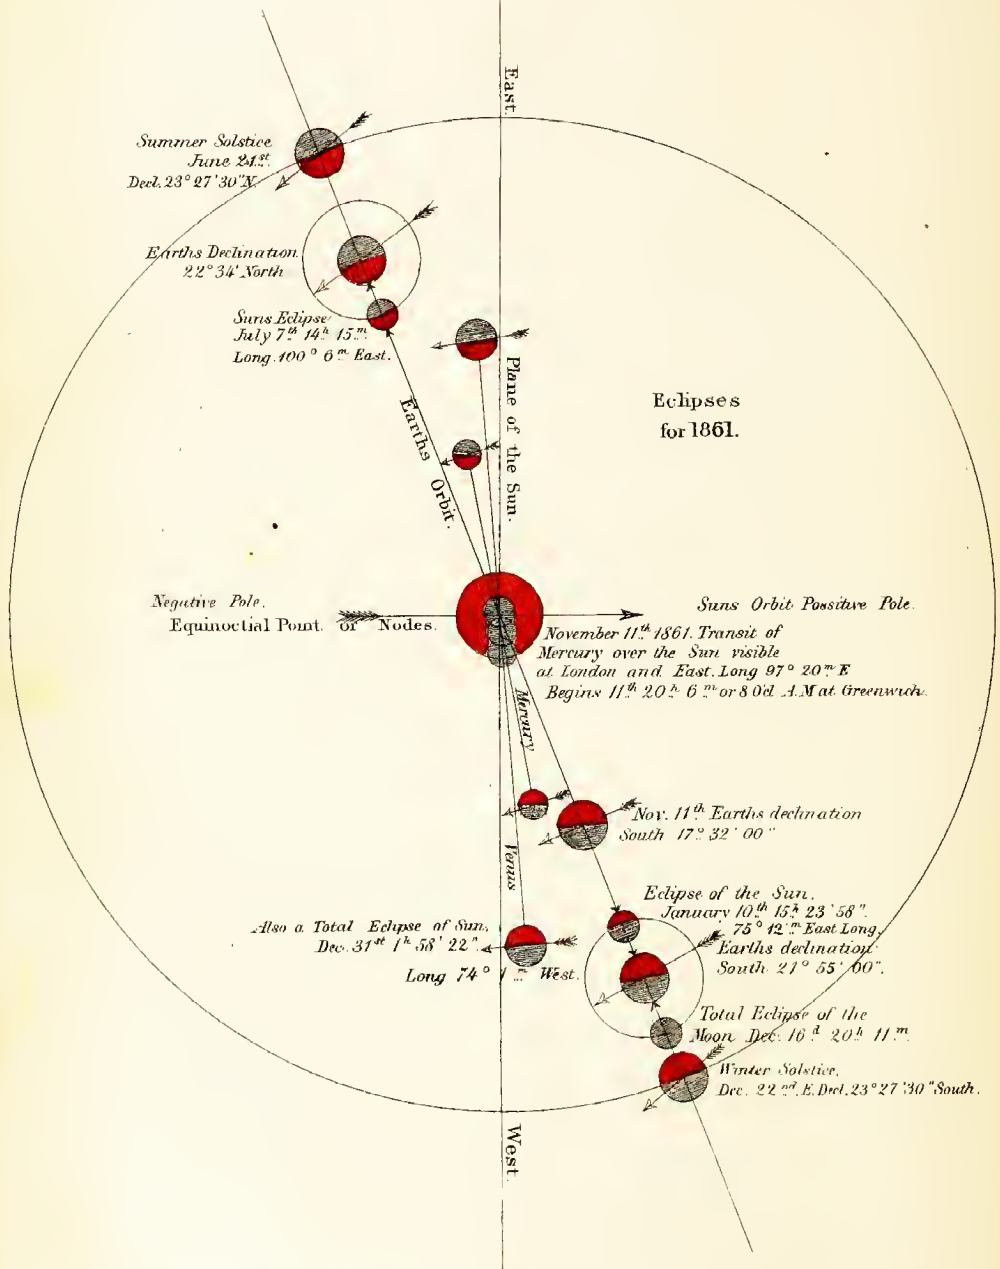 East.
Summer Solstice
June 21st.
Decl. 23° 27' 30" N.
Earths Declination.
22° 34' North
Suns Eclipse
July 7th 14h 15m.
Long. 100° 6m East.
Plane of the Sun.
Earths Orbit.
Eclipses
for 1861.
Negative Pole.
Equinoctial Point. or Nodes.
Suns Orbit Possitive Pole.
November 11th 1861. Transit of
Mercury over the Sun visible
at London and East. Long 97° 20m E
Begins 11th 20h 6m or 8 Ocl. A.M at Greenwich.
Mercury
Nov. 11th Earths declination
South 17° 32' 00"
Venus
Eclipse of the Sun.
January 10th 15h 23' 58".
75° 12'm East Long.
Earths declination
South 21° 55' 00".
Also a Total Eclipse of Sun.
Dec. 31st 1h 58' 22".
Long 74° 1m West.
Total Eclipse of the
Moon Dec. 16d 20h 11m.
Winter Solstice.
Dec. 22nd. E. Decl. 23° 27' 30" South.
West.